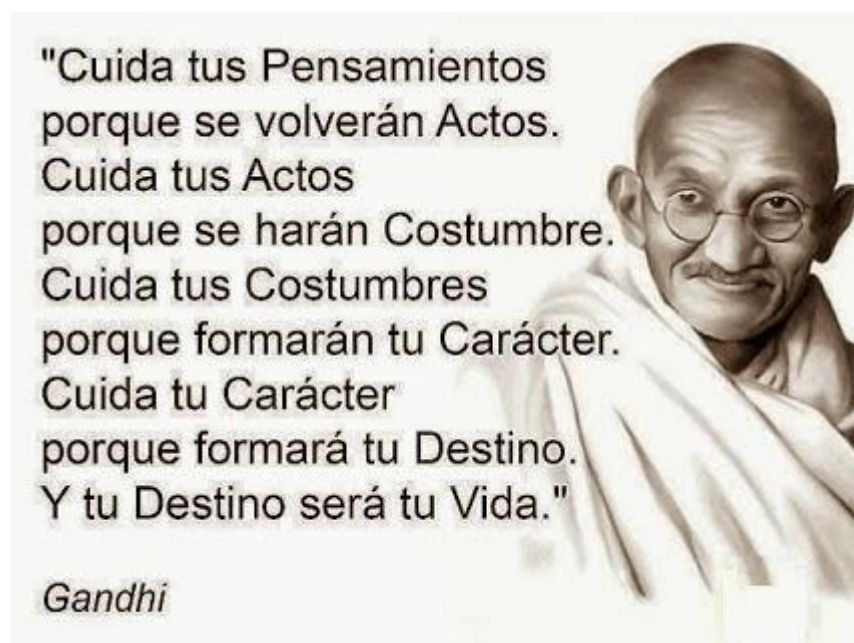 "Cuida tus Pensamientos
porque se volverán Actos.
Cuida tus Actos
porque se harán Costumbre.
Cuida tus Costumbres
porque formarán tu Carácter.
Cuida tu Carácter
porque formará tu Destino.
Y tu Destino será tu Vida."
Gandhi